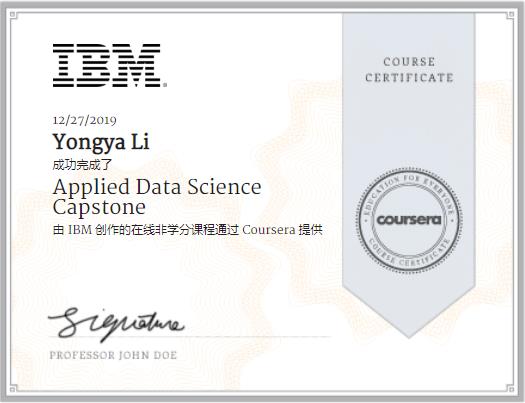 IBM
COURSE
CERTIFICATE
12/27/2019
Yongya Li
成功完成了
Applied Data Science
Capstone
由 IBM 创作的在线非学分课程通过 Coursera 提供
EDUCATION FOR EVERYONE
coursera
COURSE CERTIFICATE
Signature
PROFESSOR JOHN DOE